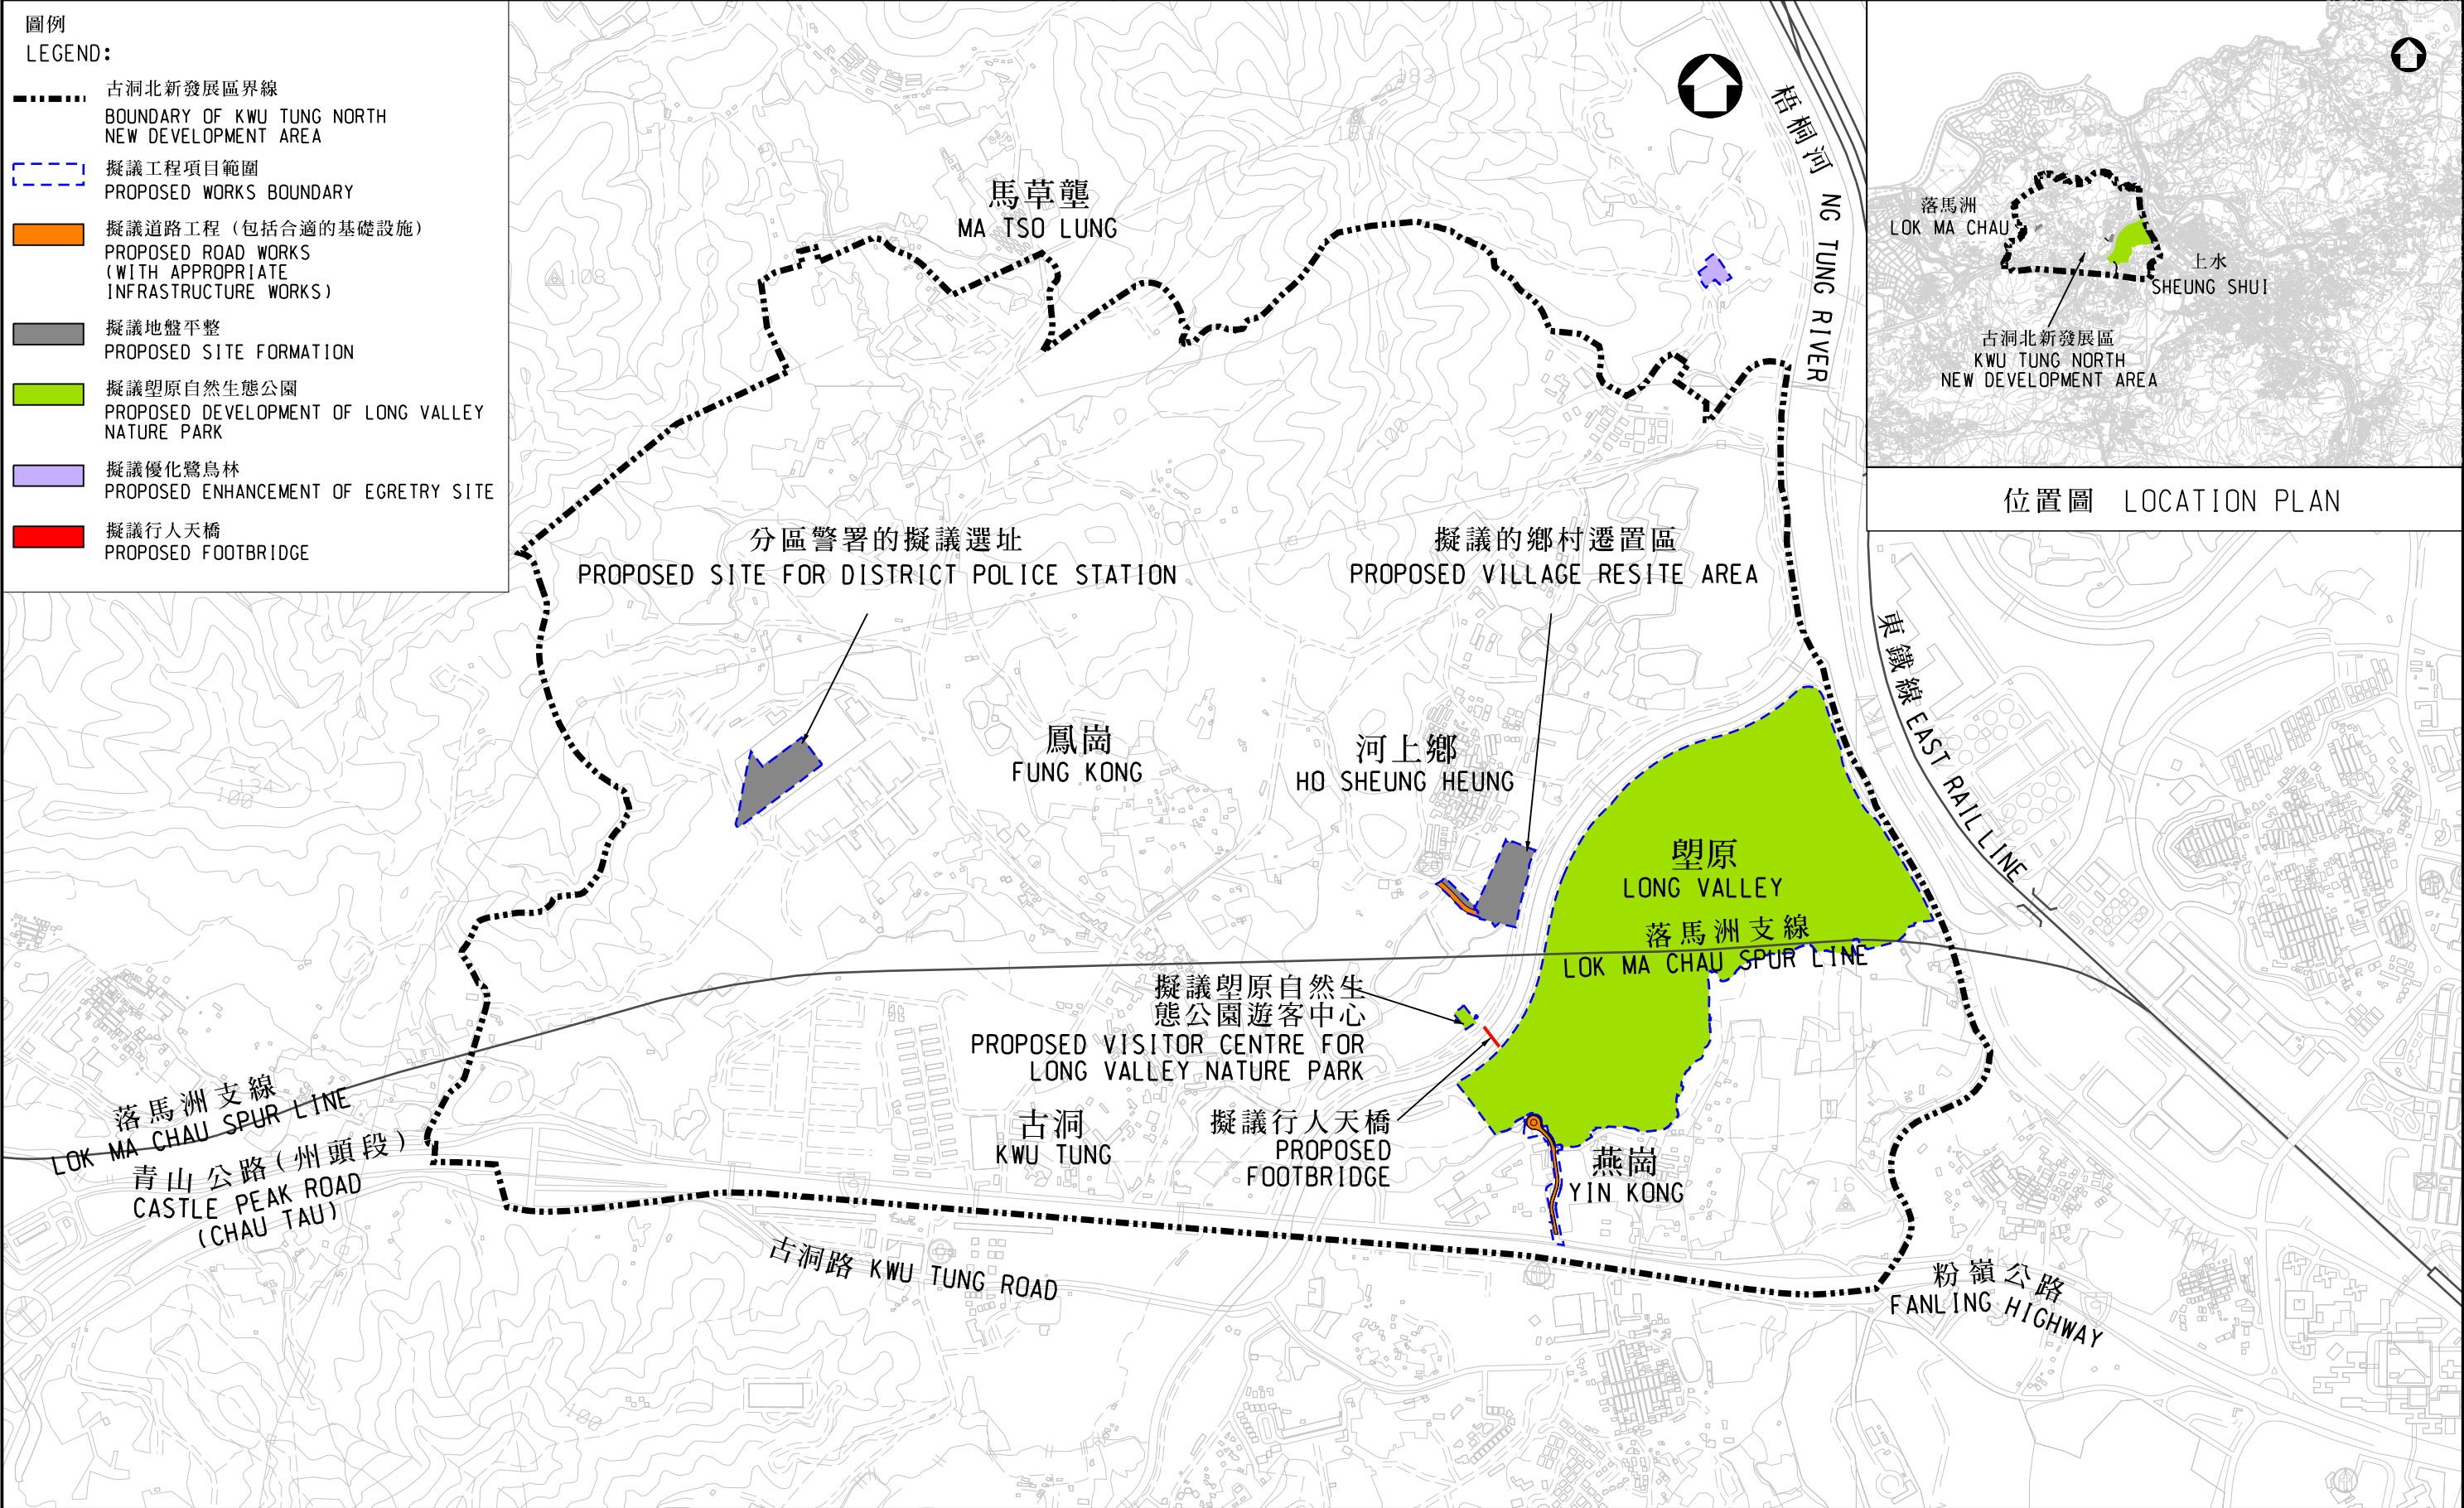 圖例
LEGEND:
古洞北新發展區界線
BOUNDARY OF KWU TUNG NORTH
NEW DEVELOPMENT AREA
擬議工程項目範圍
PROPOSED WORKS BOUNDARY
擬議道路工程（包括合適的基礎設施）
PROPOSED ROAD WORKS
(WITH APPROPRIATE
INFRASTRUCTURE WORKS)
擬議地盤平整
PROPOSED SITE FORMATION
擬議塱原自然生態公園
PROPOSED DEVELOPMENT OF LONG VALLEY
NATURE PARK
擬議優化鷺鳥林
PROPOSED ENHANCEMENT OF EGRETRY SITE
擬議行人天橋
PROPOSED FOOTBRIDGE
馬草壟
MA TSO LUNG
梧桐河 NG TUNG RIVER
183
183
108
100
落馬洲
LOK MA CHAU
上水
SHEUNG SHUI
古洞北新發展區
KWU TUNG NORTH
NEW DEVELOPMENT AREA
位置圖 LOCATION PLAN
分區警署的擬議選址
PROPOSED SITE FOR DISTRICT POLICE STATION
擬議的鄉村遷置區
PROPOSED VILLAGE RESITE AREA
東鐵線 EAST RAIL LINE
鳳崗
FUNG KONG
河上鄉
HO SHEUNG HEUNG
134
100
塱原
LONG VALLEY
落馬洲支線
LOK MA CHAU SPUR LINE
擬議塱原自然生
態公園遊客中心
PROPOSED VISITOR CENTRE FOR
LONG VALLEY NATURE PARK
落馬洲支線
LOK MA CHAU SPUR LINE
青山公路(州頭段)
CASTLE PEAK ROAD
(CHAU TAU)
古洞
KWU TUNG
擬議行人天橋
PROPOSED
FOOTBRIDGE
燕崗
YIN KONG
16
古洞路 KWU TUNG ROAD
粉嶺公路
FANLING HIGHWAY
100